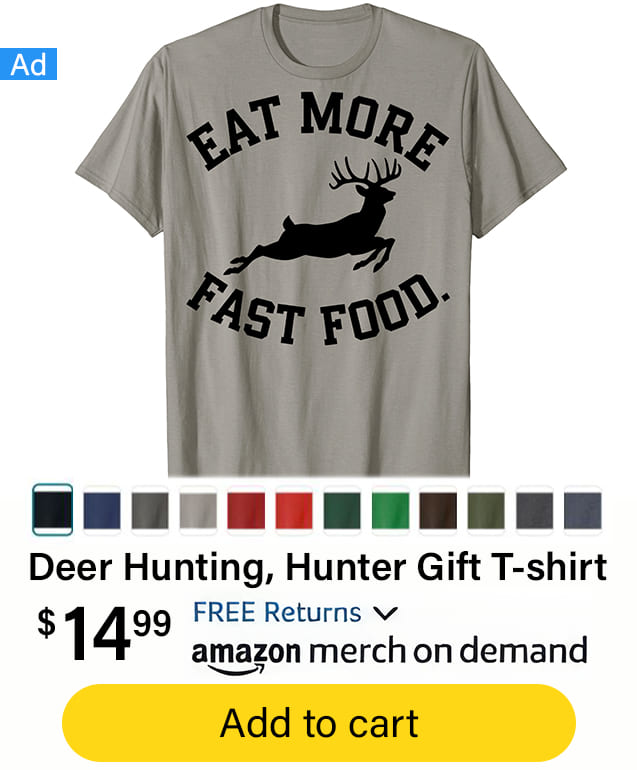 Ad
EAT MORE
FAST FOOD.
Deer Hunting, Hunter Gift T-shirt
$1499
FREE Returns
amazon merch on demand
Add to cart